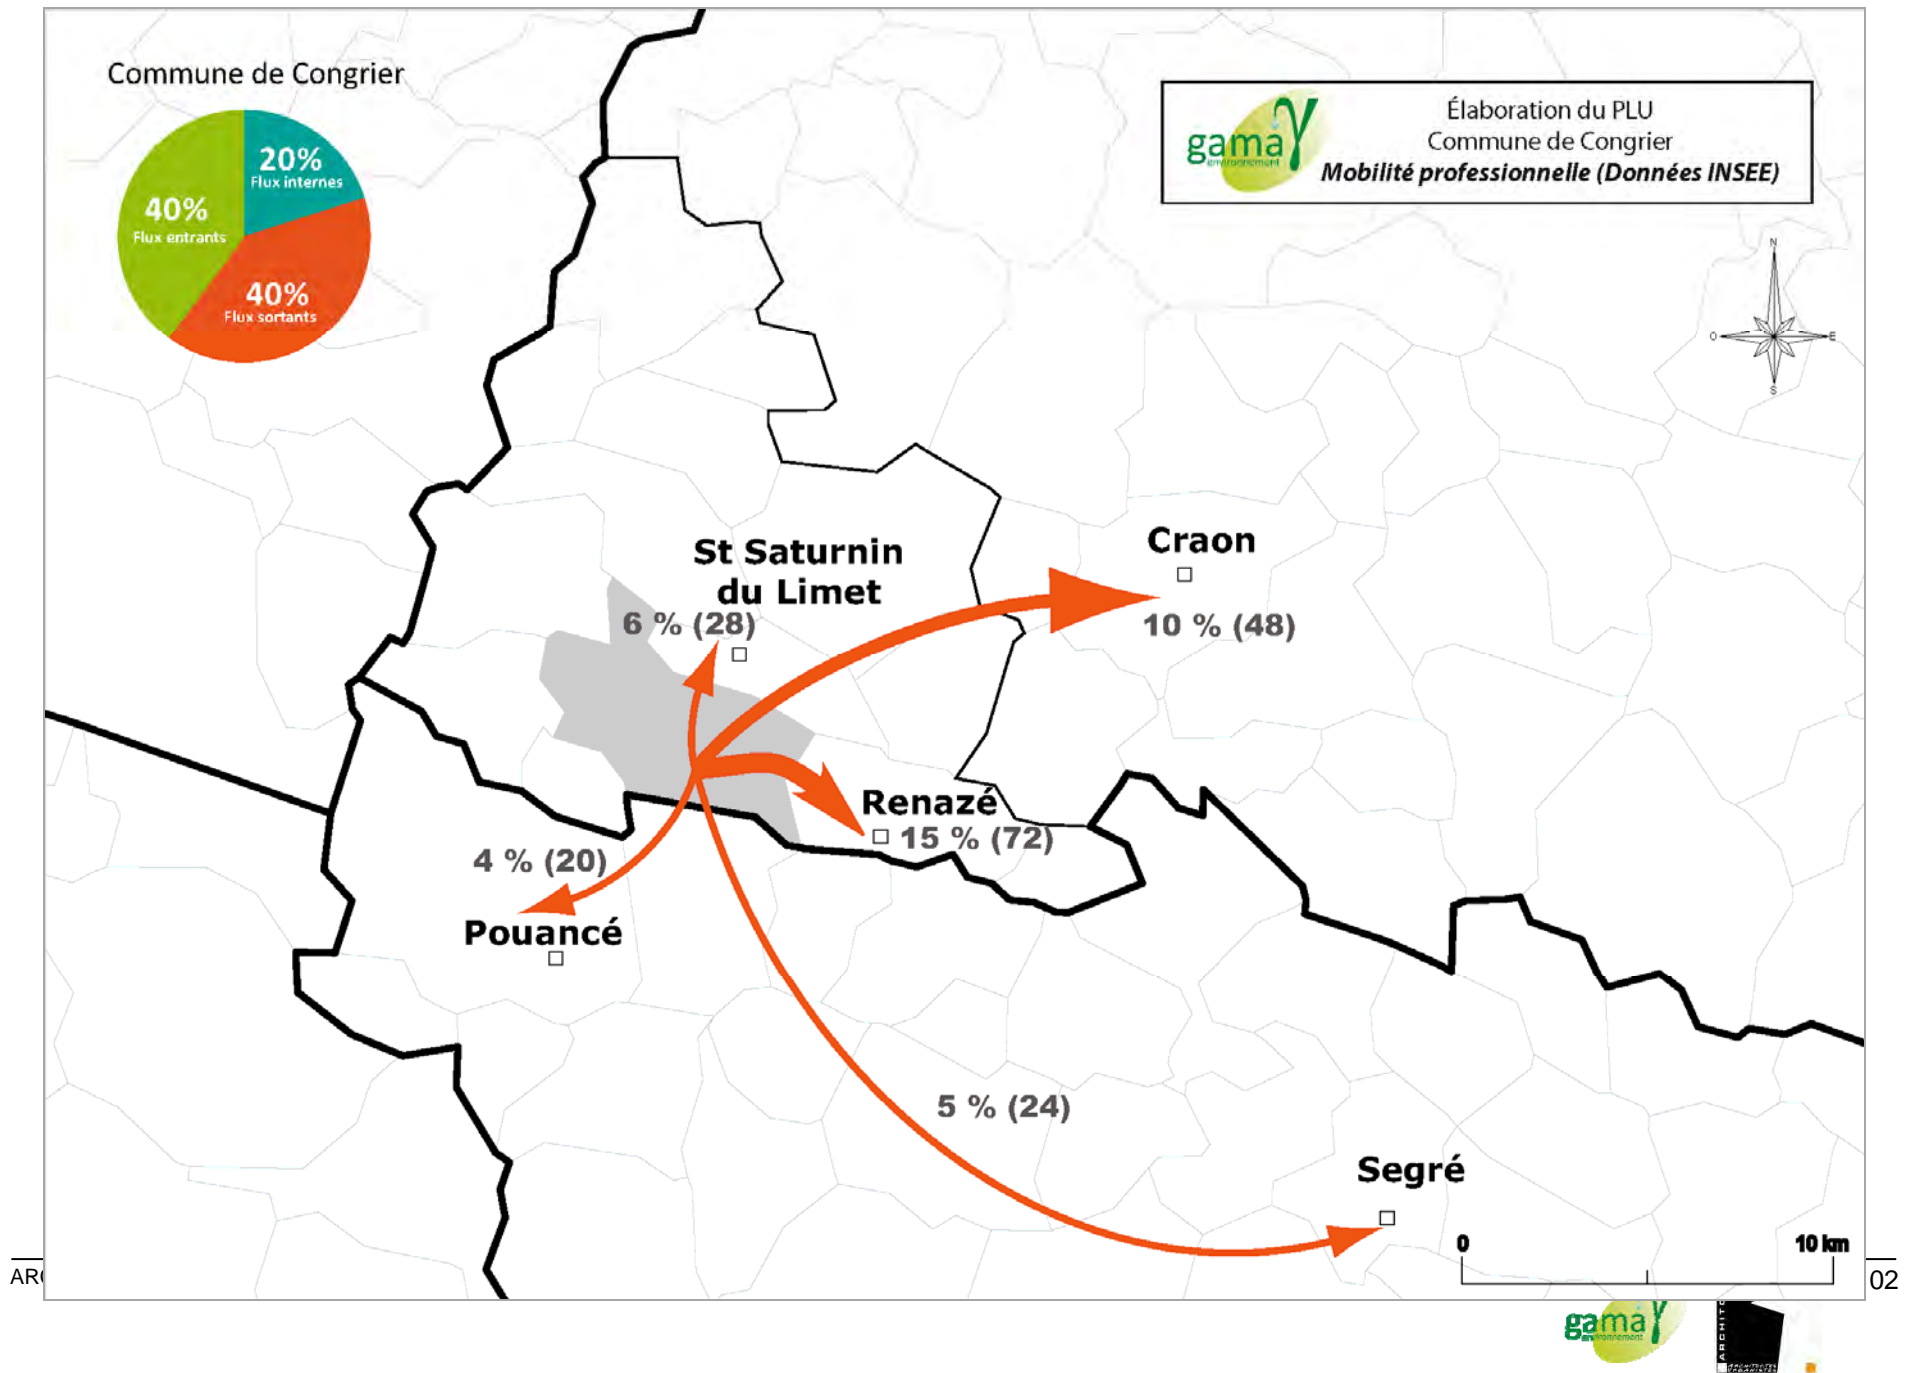 Commune de Congrier
20%
Flux internes
40%
Flux entrants
40%
Flux sortants
gama
environnement
Élaboration du PLU
Commune de Congrier
Mobilité professionnelle (Données INSEE)
N
O
E
S
St Saturnin
du Limet
6 % (28)
Craon
10 % (48)
Renazé
15 % (72)
4 % (20)
Pouancé
5 % (24)
Segré
0
10 km
02
gama
environnement